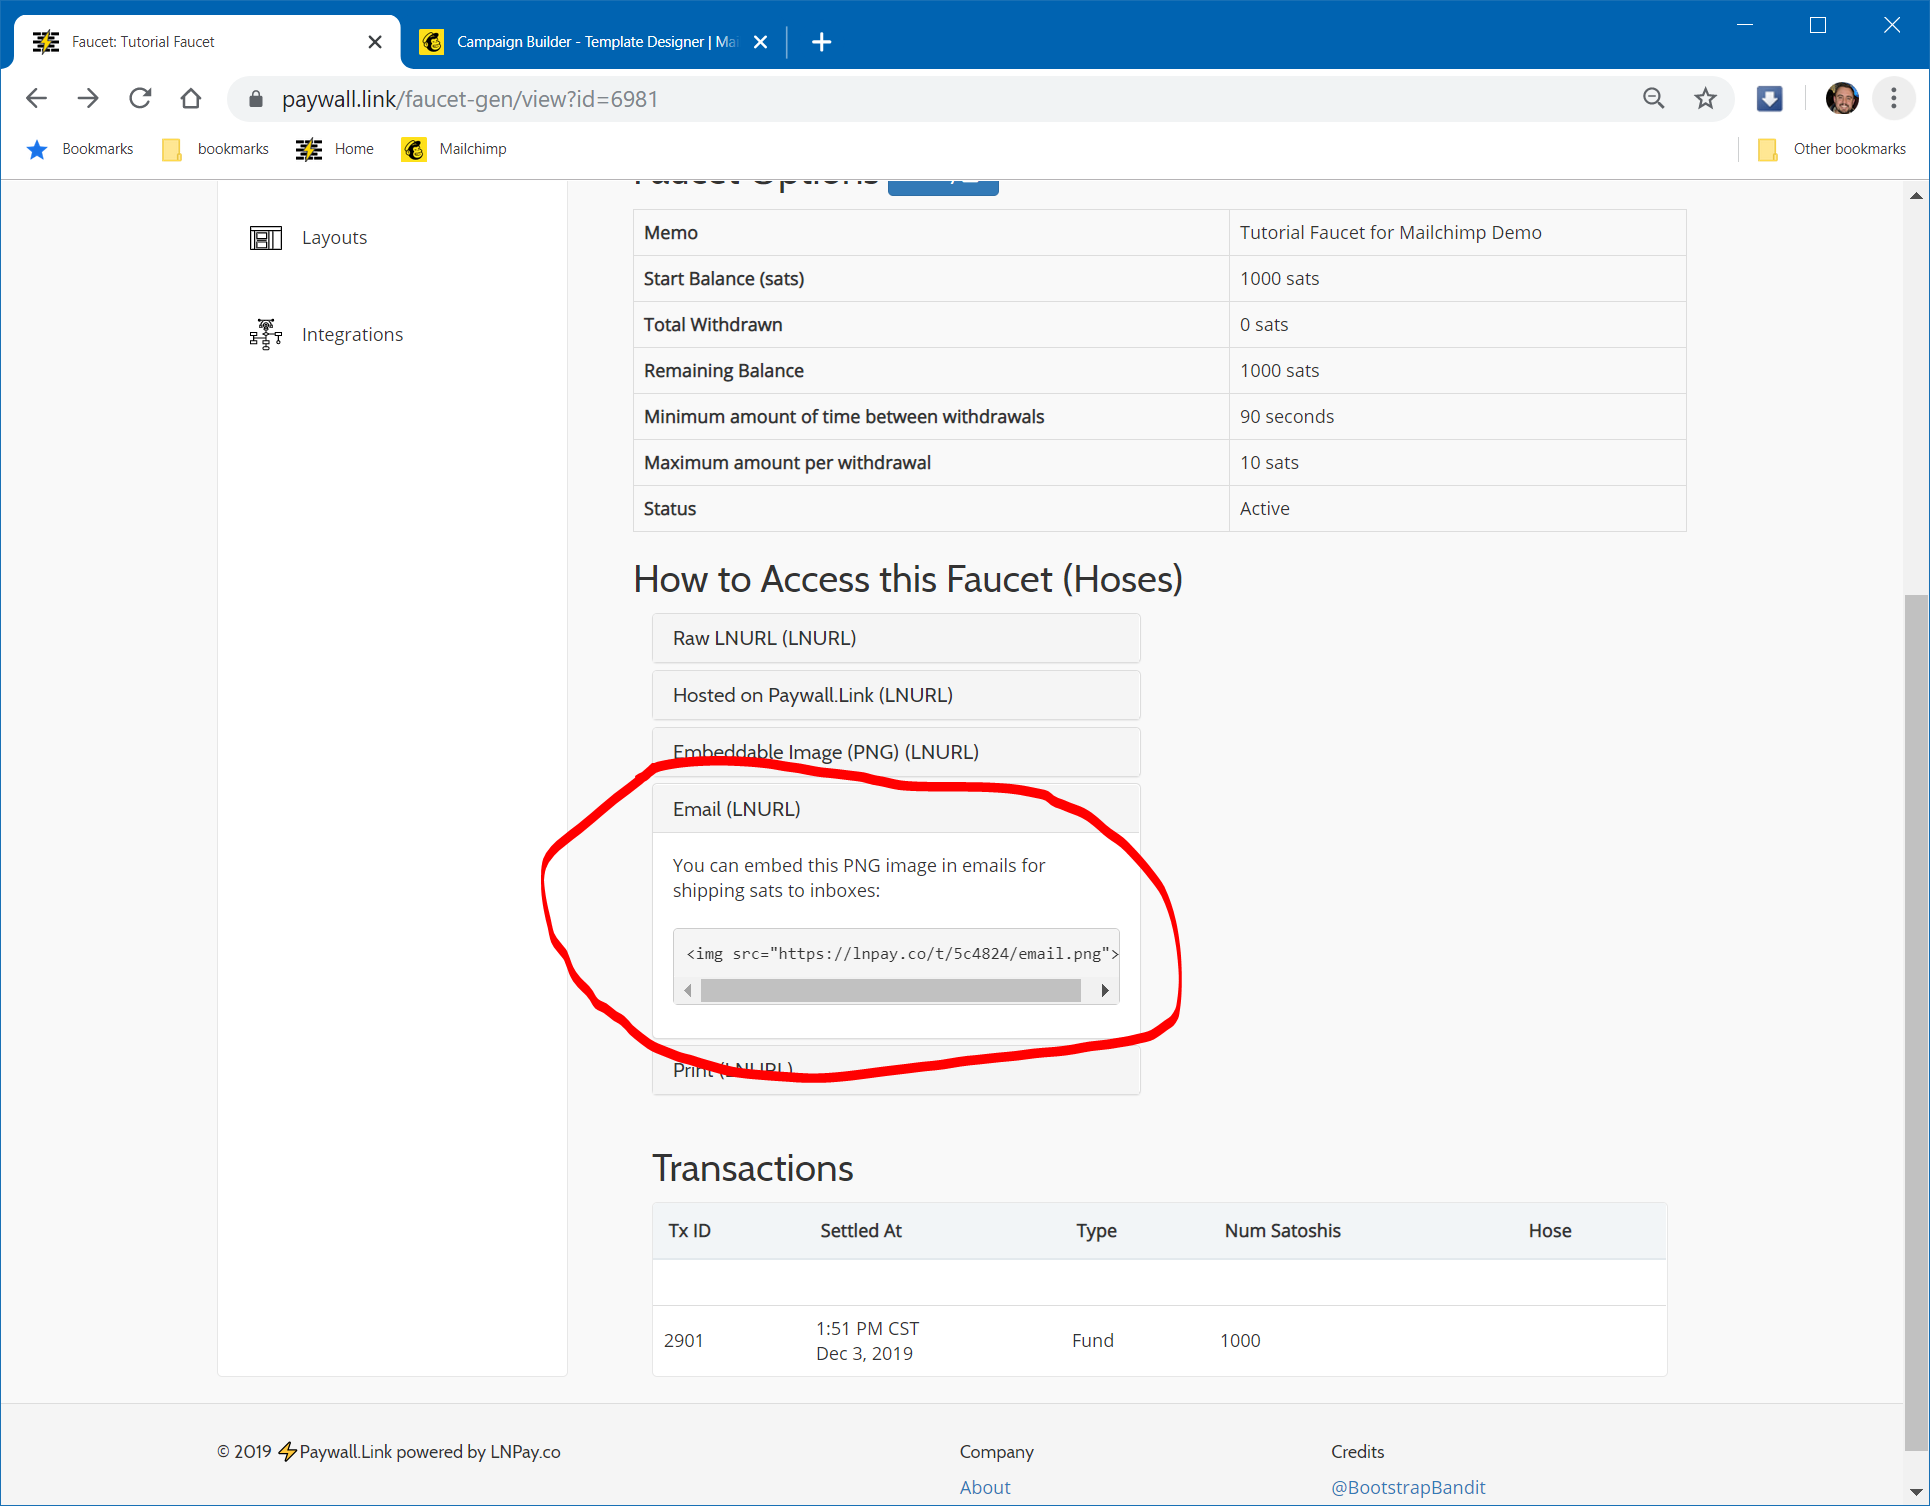 Faucet: Tutorial Faucet
Campaign Builder - Template Designer | Mai
paywall.link/faucet-gen/view?id=6981
Bookmarks
bookmarks
Home
Mailchimp
Other bookmarks
Faucet Options
Layouts
Integrations
Memo Tutorial Faucet for Mailchimp Demo
Start Balance (sats) 1000 sats
Total Withdrawn 0 sats
Remaining Balance 1000 sats
Minimum amount of time between withdrawals 90 seconds
Maximum amount per withdrawal 10 sats
Status Active
How to Access this Faucet (Hoses)
Raw LNURL (LNURL)
Hosted on Paywall.Link (LNURL)
Embeddable Image (PNG) (LNURL)
Email (LNURL)
You can embed this PNG image in emails for
shipping sats to inboxes:
<img src="https://lnpay.co/t/5c4824/email.png">
Print (LNURL)
Transactions
Tx ID Settled At Type Num Satoshis Hose
2901 1:51 PM CST Fund 1000
Dec 3, 2019
© 2019 ⚡Paywall.Link powered by LNPay.co
Company
Credits
About
@BootstrapBandit